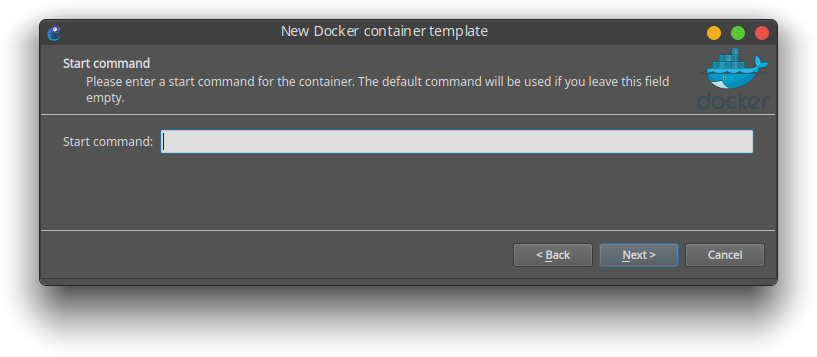 New Docker container template
Start command
Please enter a start command for the container. The default command will be used if you leave this field
empty.
docker
Start command:
< Back
Next >
Cancel